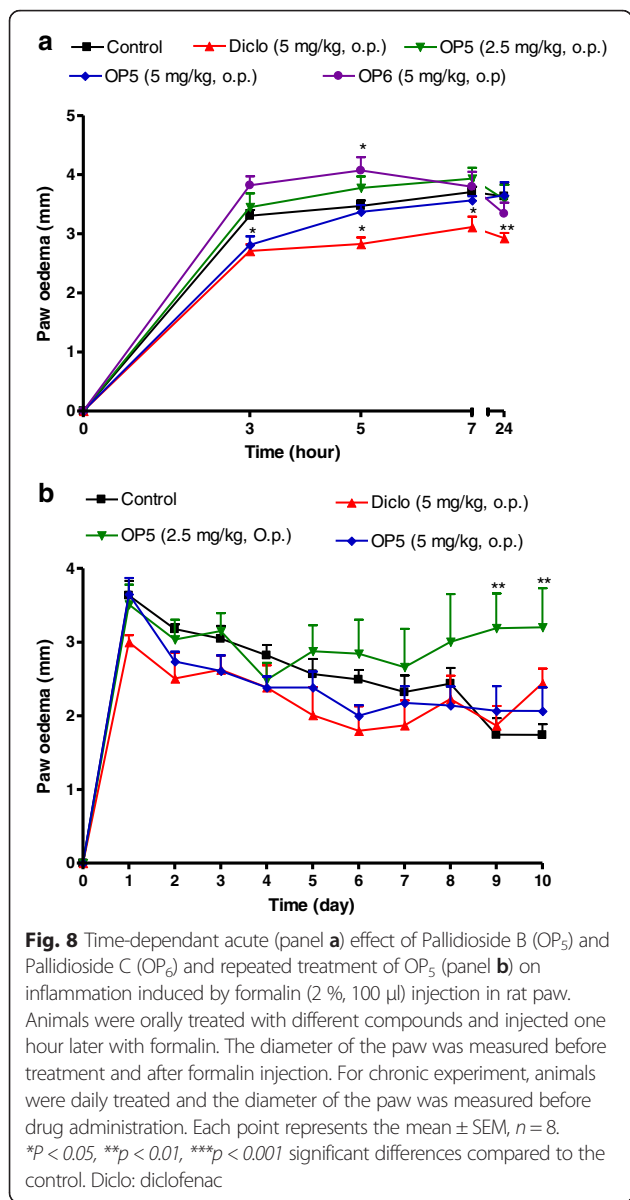 a
Control Diclo (5 mg/kg, o.p.) OP5 (2.5 mg/kg, o.p.)
OP5 (5 mg/kg, o.p.) OP6 (5 mg/kg, o.p)
Paw oedema (mm)
5
4
3
2
1
0
*
*
*
*
**
0 3 5 7 24
Time (hour)
b
Control Diclo (5 mg/kg, o.p.)
OP5 (2.5 mg/kg, O.p.) OP5 (5 mg/kg, o.p.)
Paw oedema (mm)
4
3
2
1
0
** **
0 1 2 3 4 5 6 7 8 9 10
Time (day)
Fig. 8 Time-dependant acute (panel a) effect of Pallidioside B (OP₅) and
Pallidioside C (OP₆) and repeated treatment of OP₅ (panel b) on
inflammation induced by formalin (2 %, 100 μl) injection in rat paw.
Animals were orally treated with different compounds and injected one
hour later with formalin. The diameter of the paw was measured before
treatment and after formalin injection. For chronic experiment, animals
were daily treated and the diameter of the paw was measured before
drug administration. Each point represents the mean ± SEM, n = 8.
*P < 0.05, **p < 0.01, ***p < 0.001 significant differences compared to the
control. Diclo: diclofenac